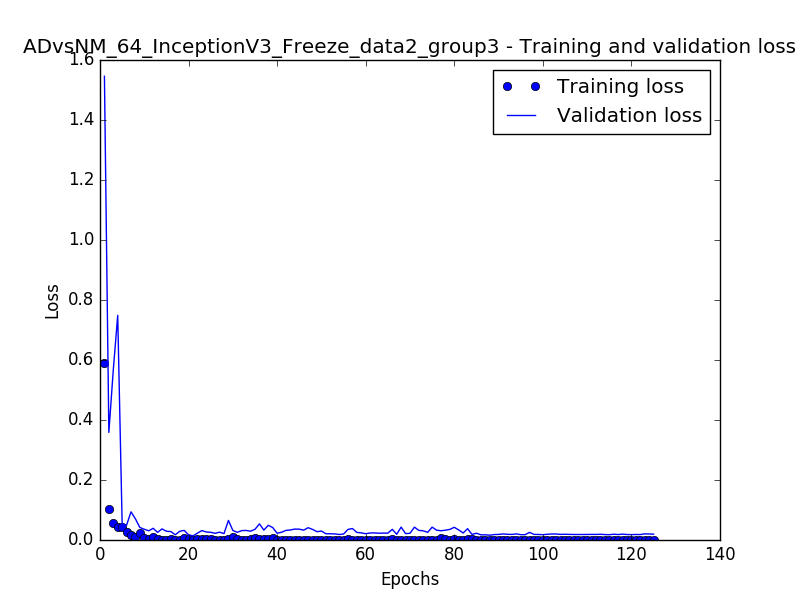 ADvsNM_64_InceptionV3_Freeze_data2_group3 - Training and validation loss
Training loss
Validation loss
1.6
1.4
1.2
1.0
0.8
0.6
0.4
0.2
0.0
Loss
0 20 40 60 80 100 120 140
Epochs